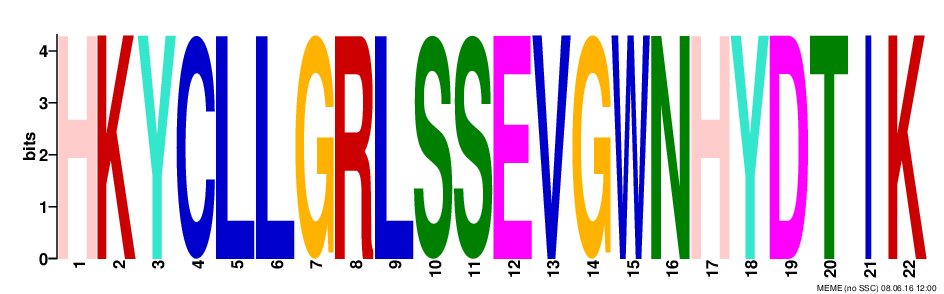 4
3
2
1
0
bits
HKYCLLGRLSSEVGWNHYDTIK
1 2 3 4 5 6 7 8 9 10 11 12 13 14 15 16 17 18 19 20 21 22
MEME (no SSC) 08.06.16 12:00